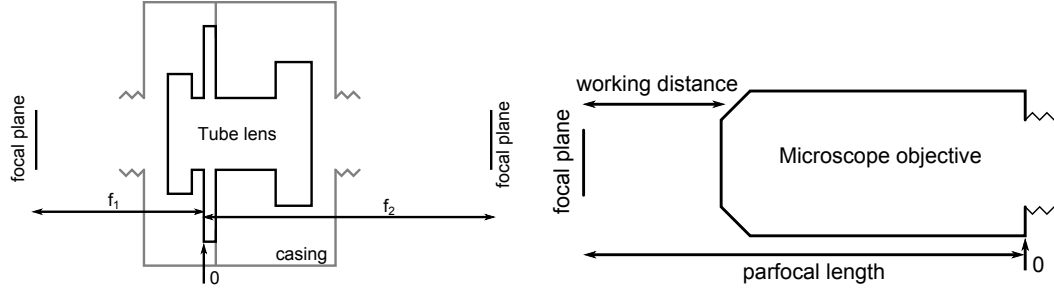 focal plane
Tube lens
focal plane
f₁
f₂
casing
0
working distance
focal plane
Microscope objective
parfocal length
0